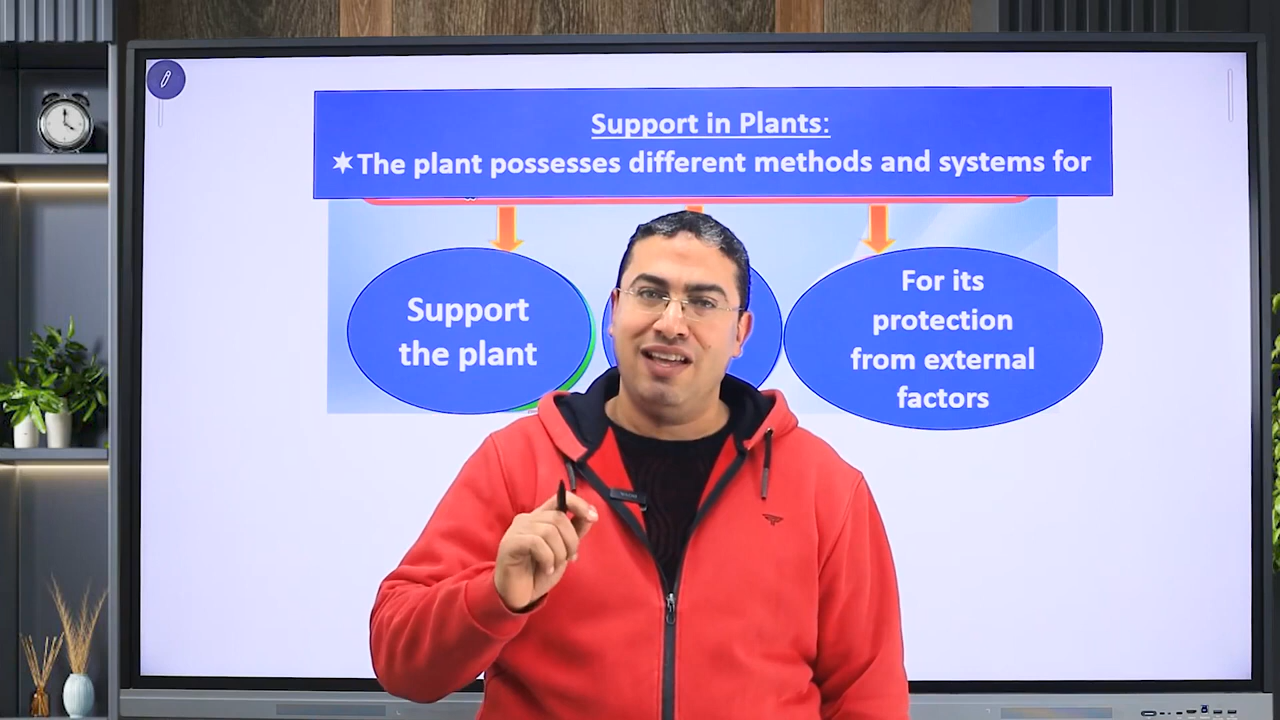 Support in Plants:
✶The plant possesses different methods and systems for
Support
the plant
For its
protection
from external
factors